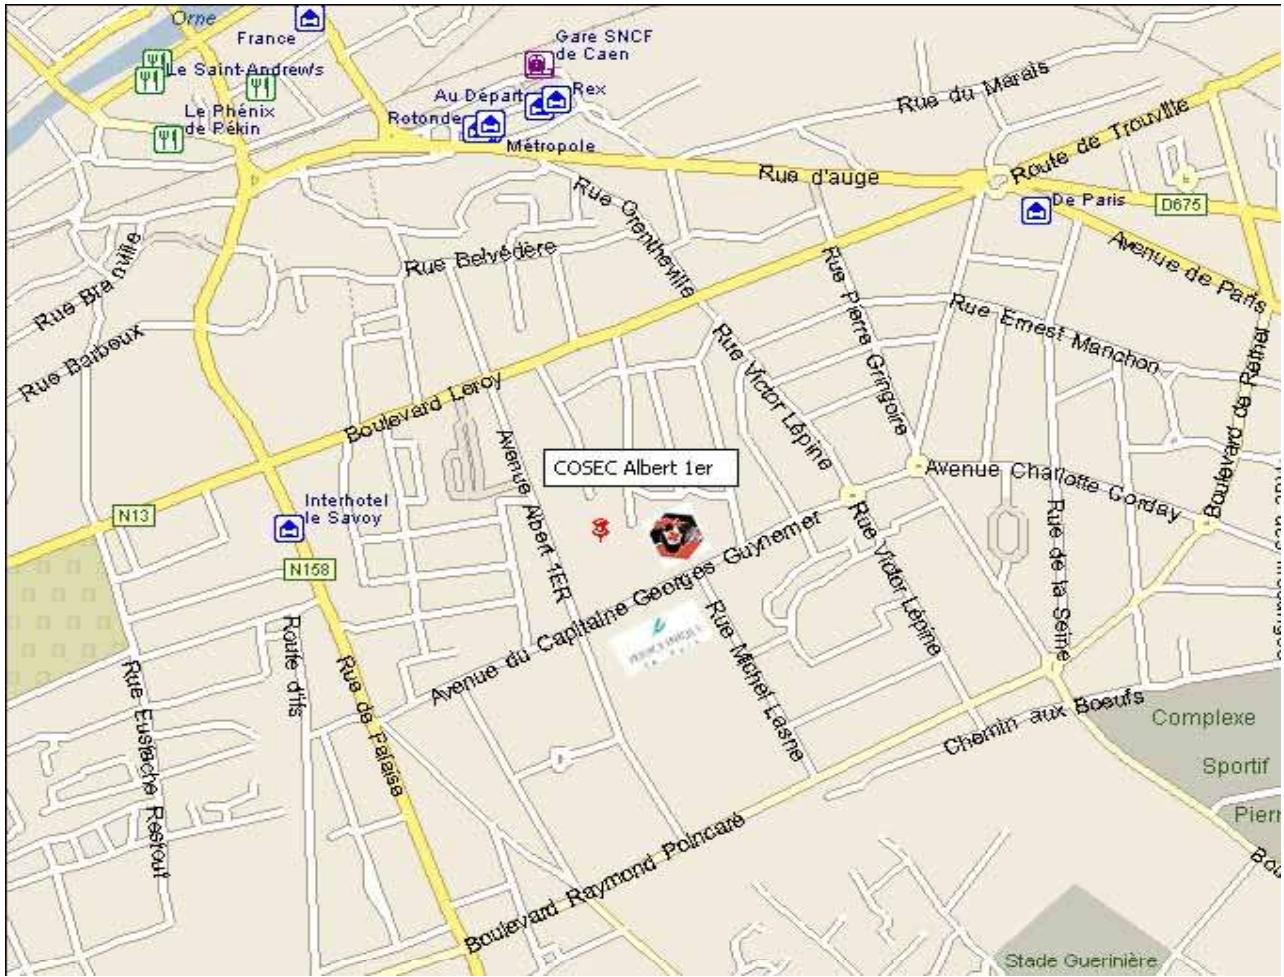 Orne
France
Gare SNCF
de Caen
Le Saint-Andrew's
Au Départ
Rex
Le Phénix
de Pékin
Rotonde
Métropole
Rue du Marais
Route de Trouville
Rue d'auge
De Paris
D675
Rue Grentheville
Avenue de Paris
Rue Branville
Rue Belvédère
Rue Pierre Gringoire
Rue Barboux
Rue Ernest Manchon
Rue Victor Lépine
Boulevard Leroy
Boulevard de
COSEC Albert 1er
Avenue Charlotte Corday
Avenue Albert 1ER
Interhotel
le Savoy
N13
N158
Avenue du Capitaine Georges Guynemer
Rue Victor Lépine
Rue de la Seine
Rue Michel Lasne
Route d'Ifs
Rue de Falaise
Rue Eustache Restout
Chemin aux Boeufs
Complexe
Sportif
Pierr
Boulevard Raymond Poincaré
Bou
Stade Guerinière